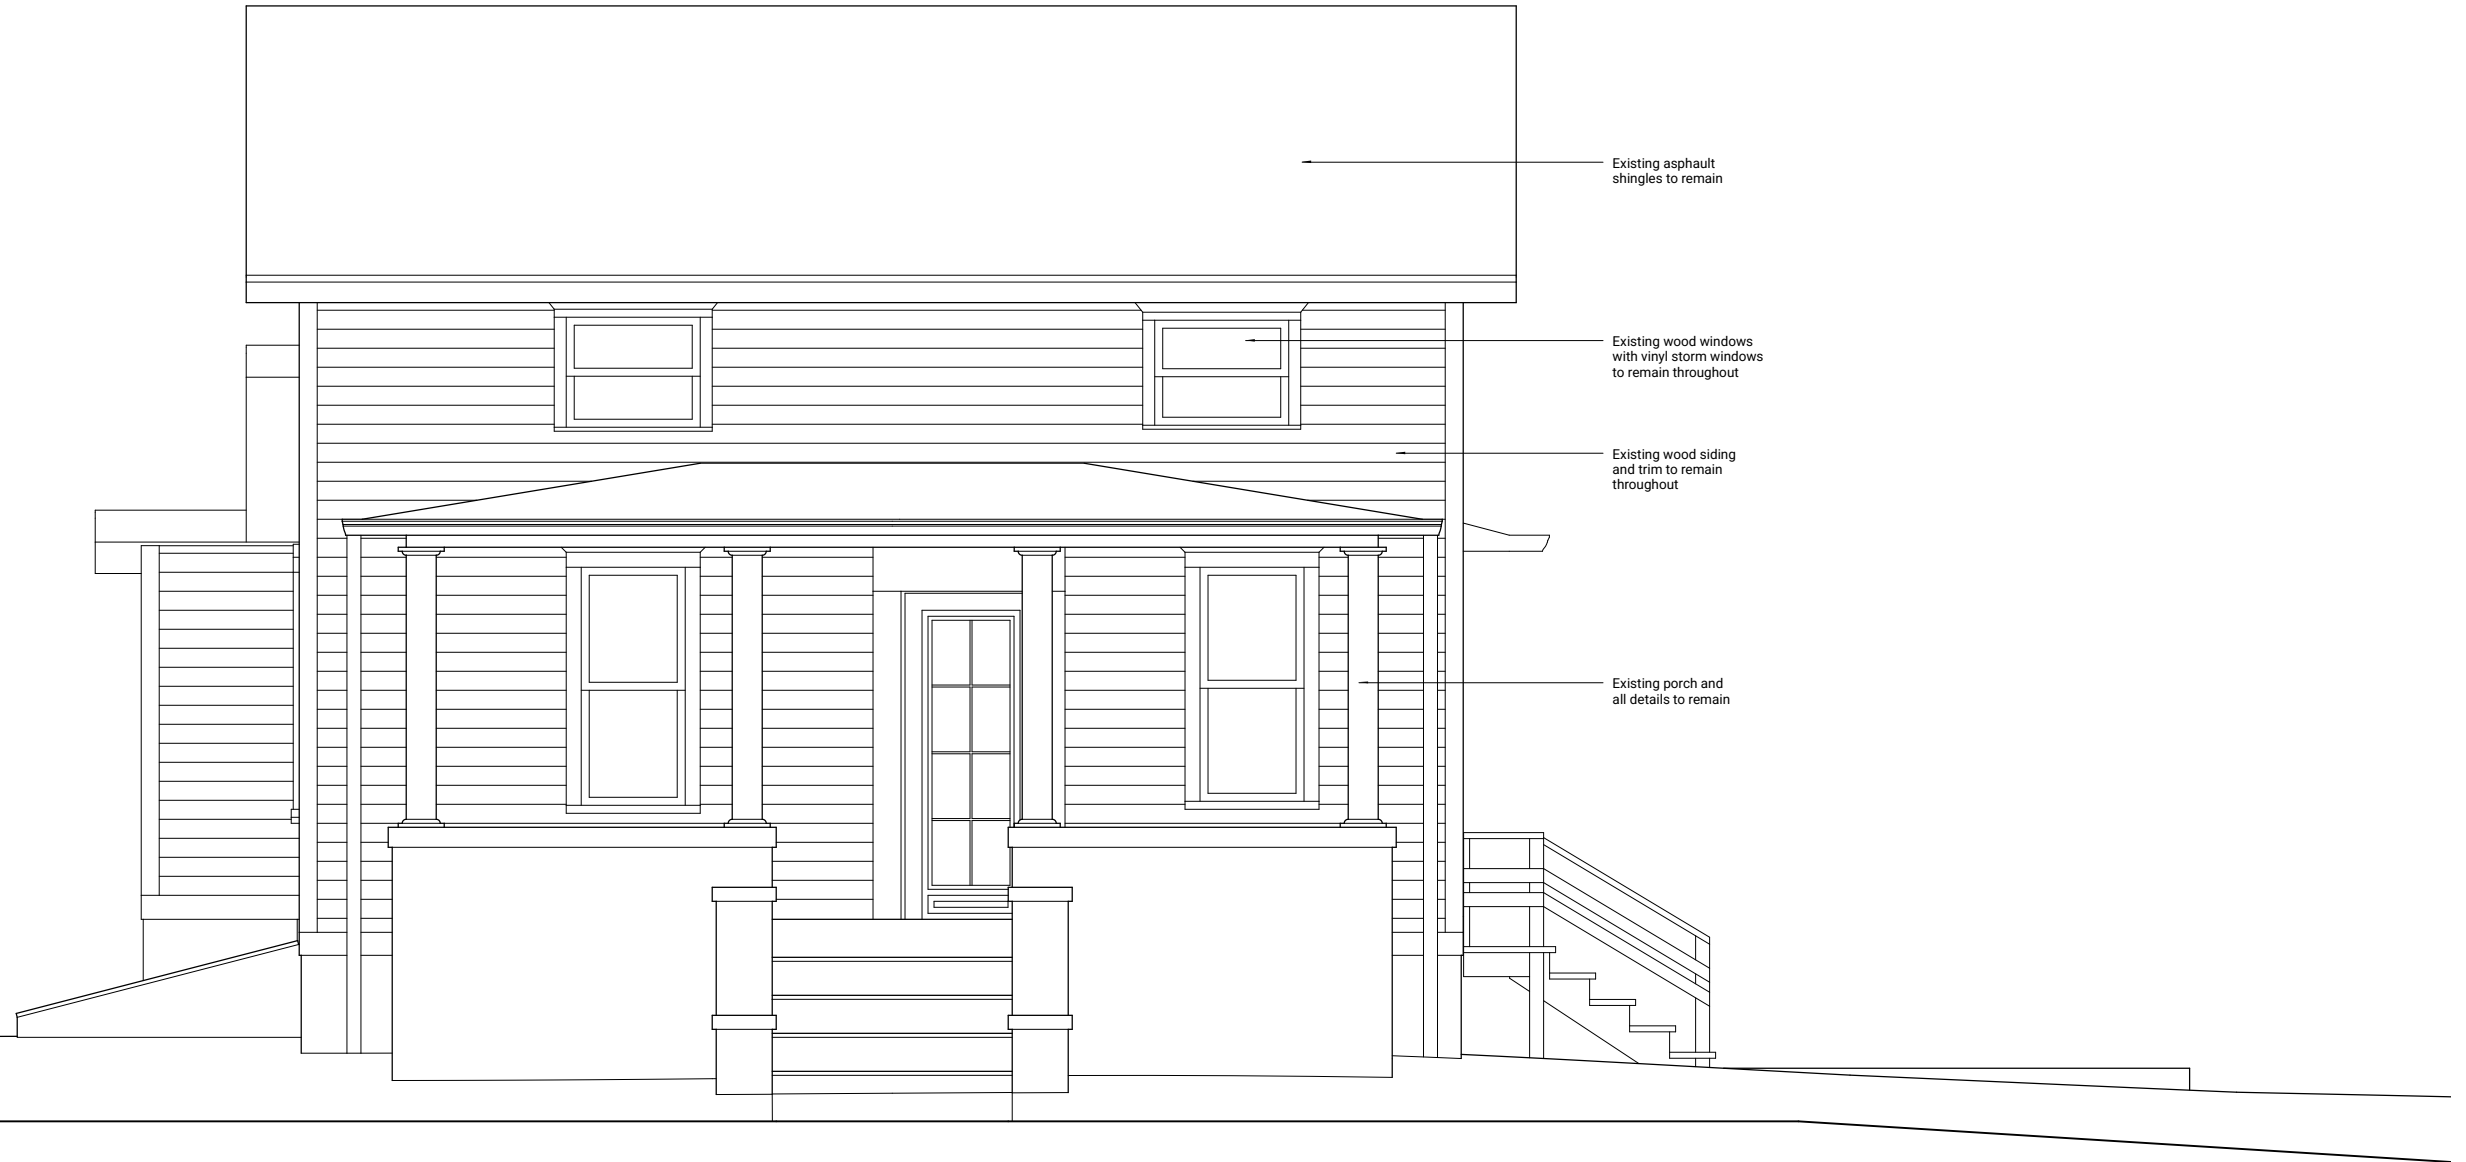 Existing asphault
shingles to remain
Existing wood windows
with vinyl storm windows
to remain throughout
Existing wood siding
and trim to remain
throughout
Existing porch and
all details to remain